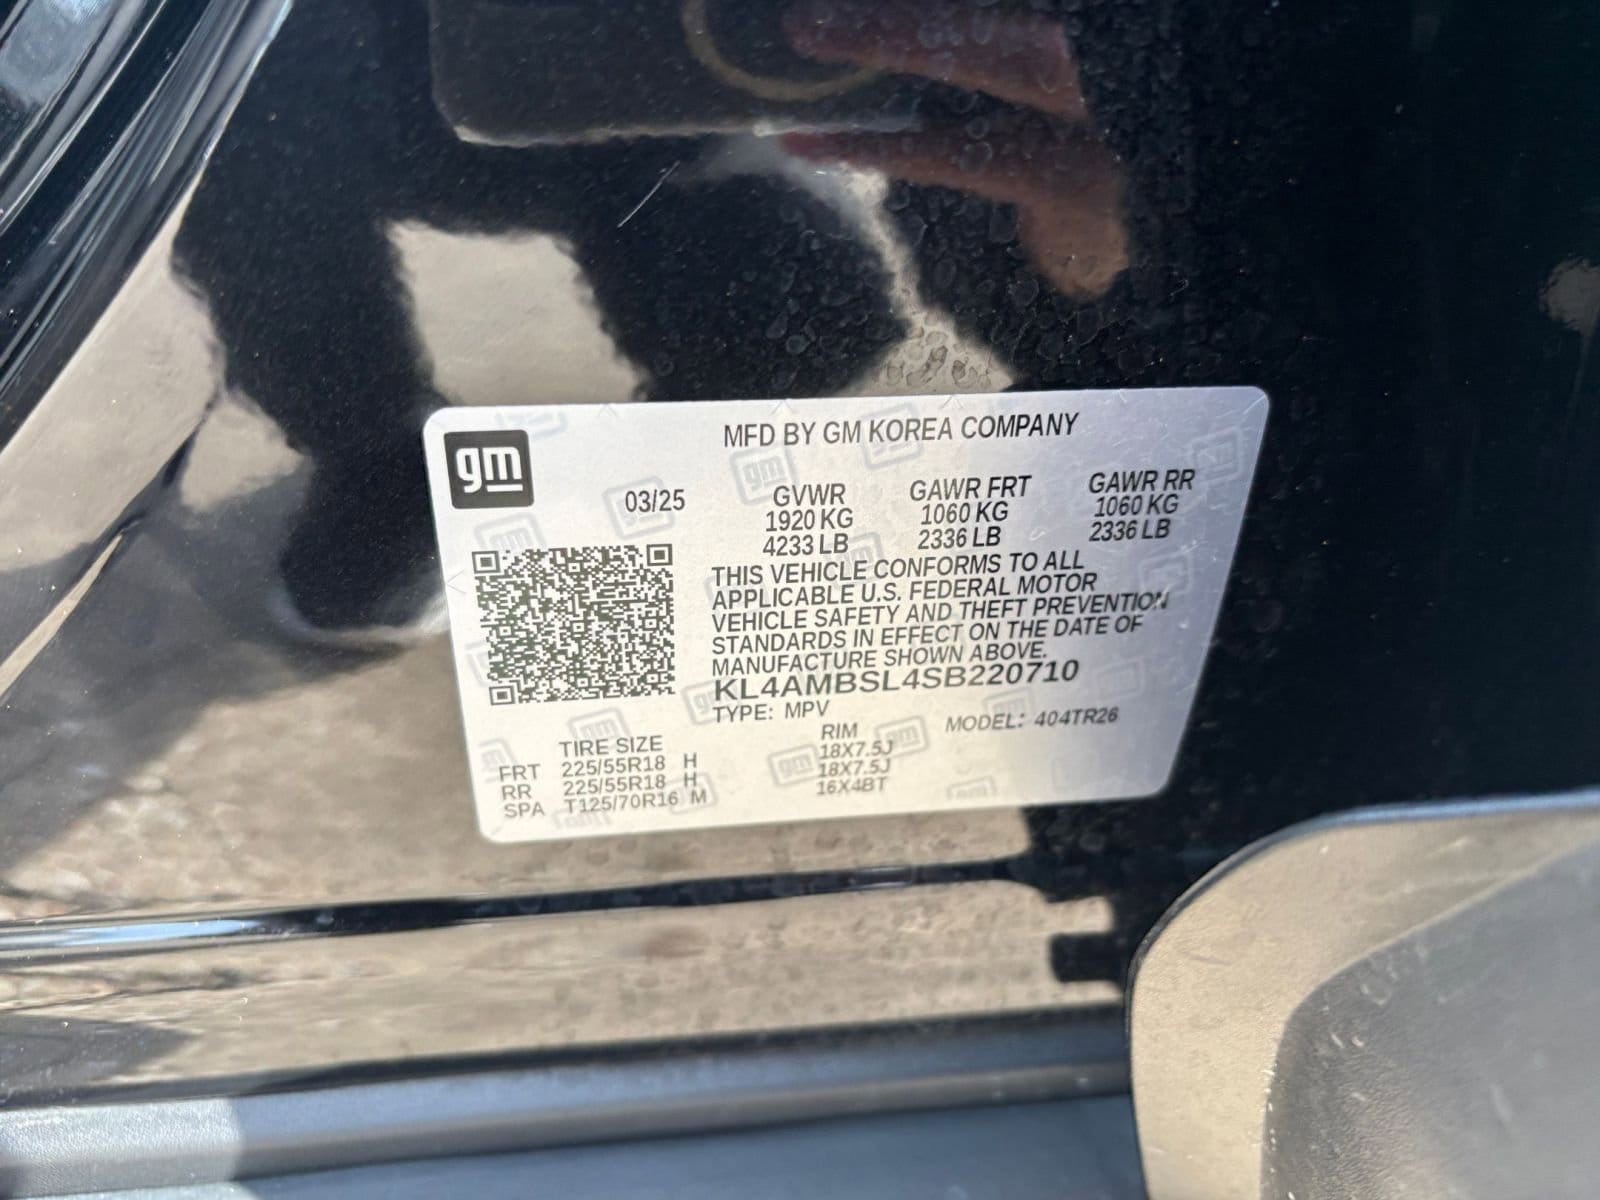 gm
MFD BY GM KOREA COMPANY
03/25
GVWR GAWR FRT GAWR RR
1920 KG 1060 KG 1060 KG
4233 LB 2336 LB 2336 LB
THIS VEHICLE CONFORMS TO ALL
APPLICABLE U.S. FEDERAL MOTOR
VEHICLE SAFETY AND THEFT PREVENTION
STANDARDS IN EFFECT ON THE DATE OF
MANUFACTURE SHOWN ABOVE.
KL4AMBSL4SB220710
TYPE: MPV MODEL: 404TR26
TIRE SIZE RIM
FRT 225/55R18 H 18X7.5J
RR 225/55R18 H 18X7.5J
SPA T125/70R16 M 16X4BT